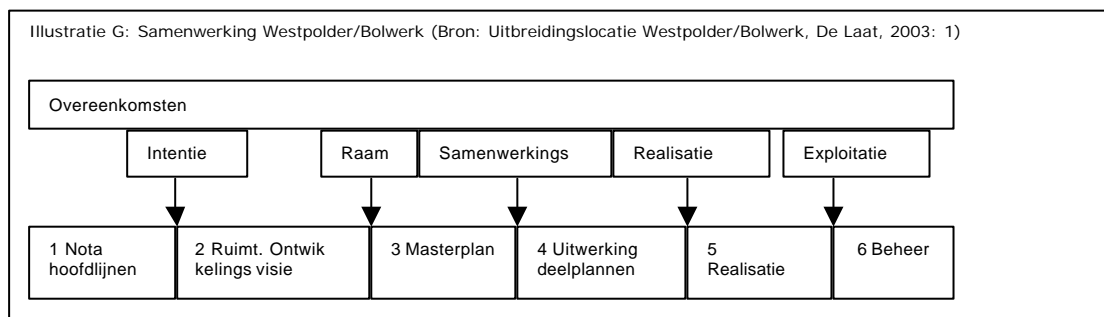 Illustratie G: Samenwerking Westpolder/Bolwerk (Bron: Uitbreidingslocatie Westpolder/Bolwerk, De Laat, 2003: 1)
Overeenkomsten
Intentie
Raam
Samenwerkings
Realisatie
Exploitatie
1 Nota
hoofdlijnen
2 Ruimt. Ontwik
kelings visie
3 Masterplan
4 Uitwerking
deelplannen
5
Realisatie
6 Beheer